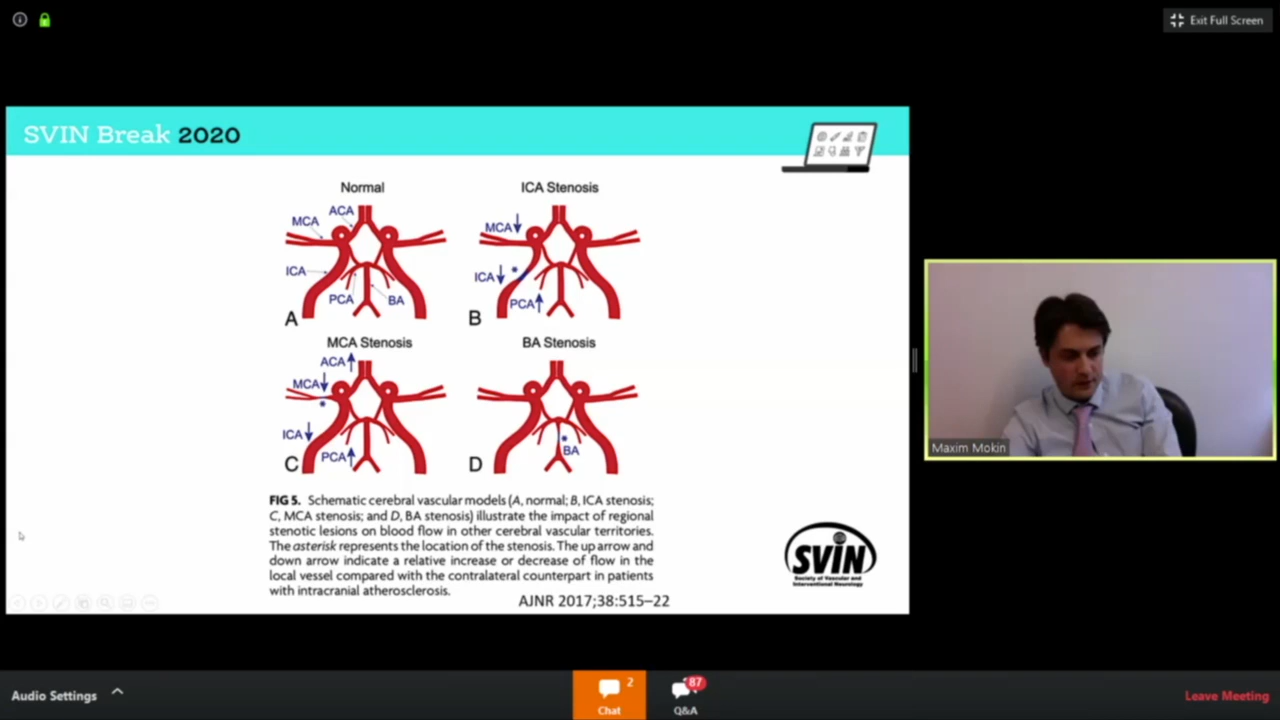 Exit Full Screen
SVIN Break 2020
Normal
ICA Stenosis
ACA
MCA
ICA
PCA
BA
A
MCA
ICA
PCA
B
MCA Stenosis
BA Stenosis
ACA
MCA
ICA
PCA
C
BA
D
FIG 5. Schematic cerebral vascular models (A, normal; B, ICA stenosis;
C, MCA stenosis; and D, BA stenosis) illustrate the impact of regional
stenotic lesions on blood flow in other cerebral vascular territories.
The asterisk represents the location of the stenosis. The up arrow and
down arrow indicate a relative increase or decrease of flow in the
local vessel compared with the contralateral counterpart in patients
with intracranial atherosclerosis.
AJNR 2017;38:515–22
SVIN
Society of Vascular and
Interventional Neurology
Maxim Mokin
Audio Settings
2
Chat
87
Q&A
Leave Meeting